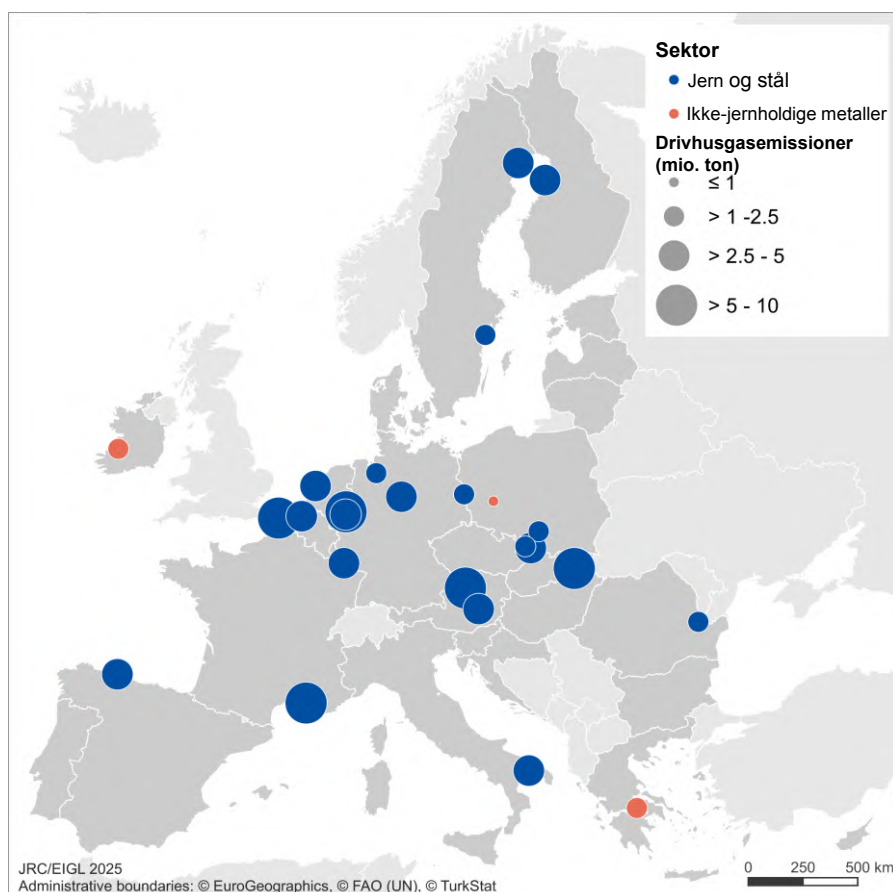 Sektor
Jern og stål
Ikke-jernholdige metaller
Drivhusgasemissioner
(mio. ton)
≤ 1
> 1 -2.5
> 2.5 - 5
> 5 - 10
JRC/EIGL 2025
Administrative boundaries: © EuroGeographics, © FAO (UN), © TurkStat
0 250 500 km